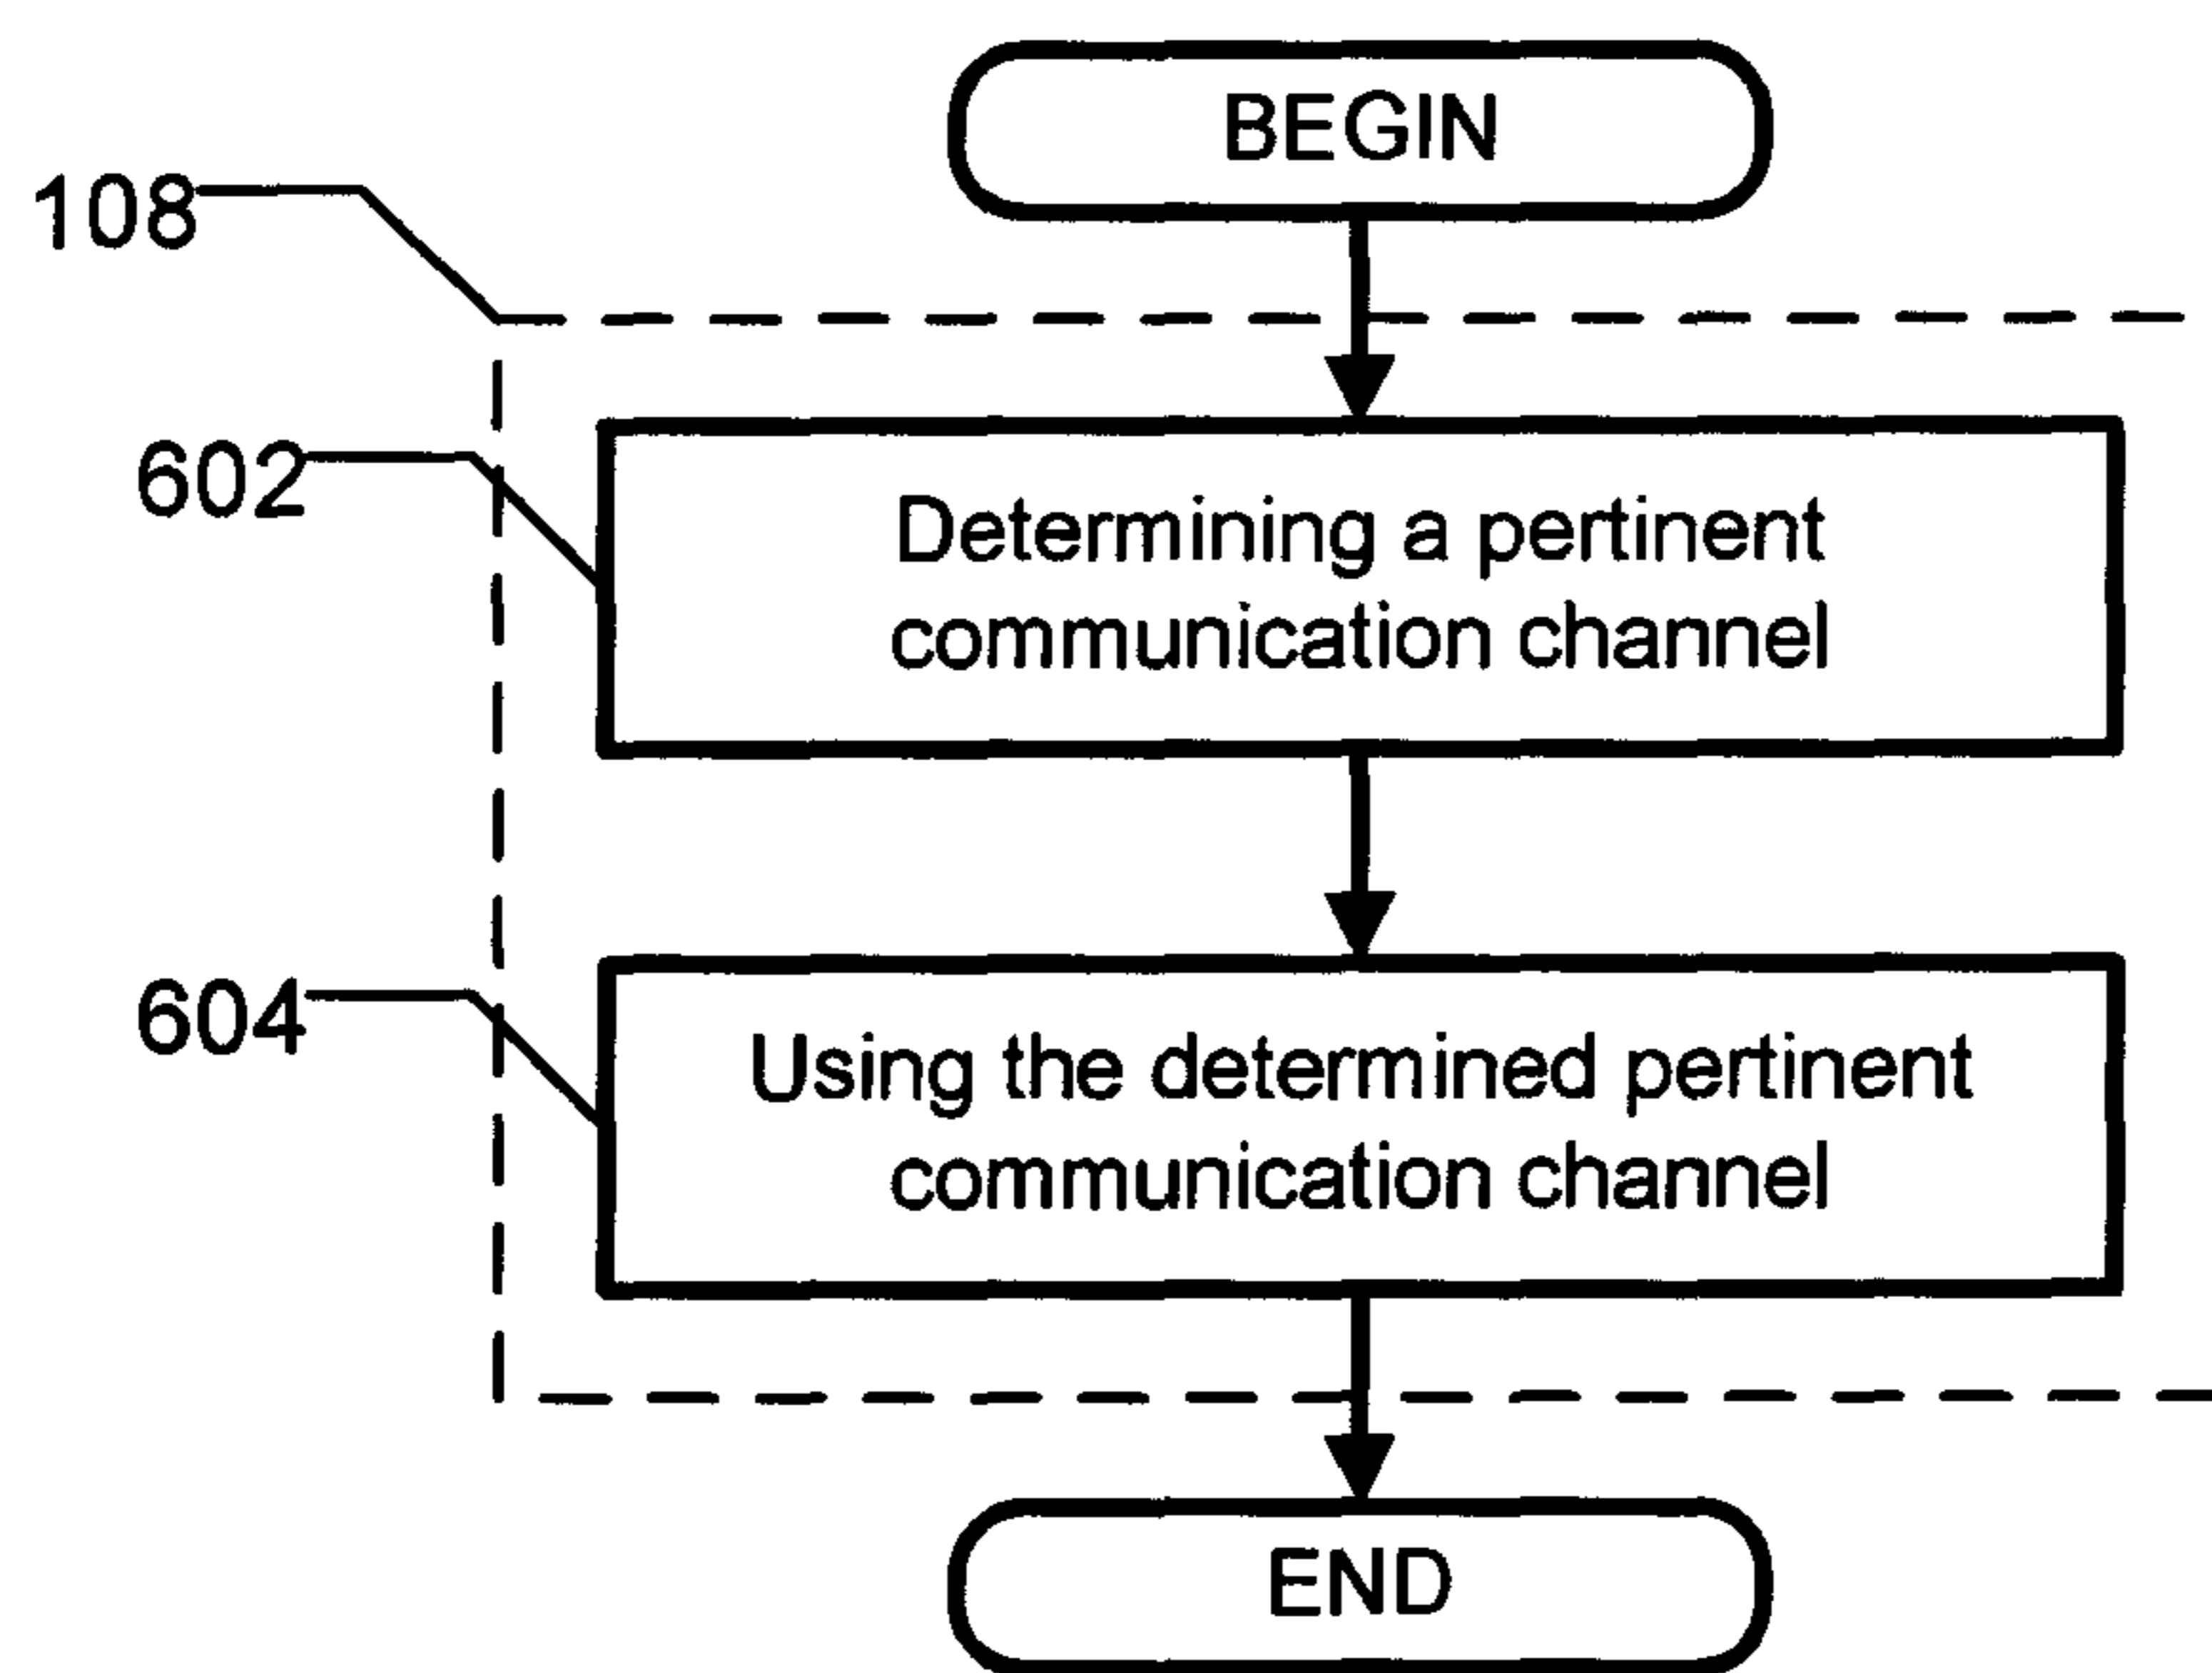 BEGIN
108
602
Determining a pertinent
communication channel
604
Using the determined pertinent
communication channel
END